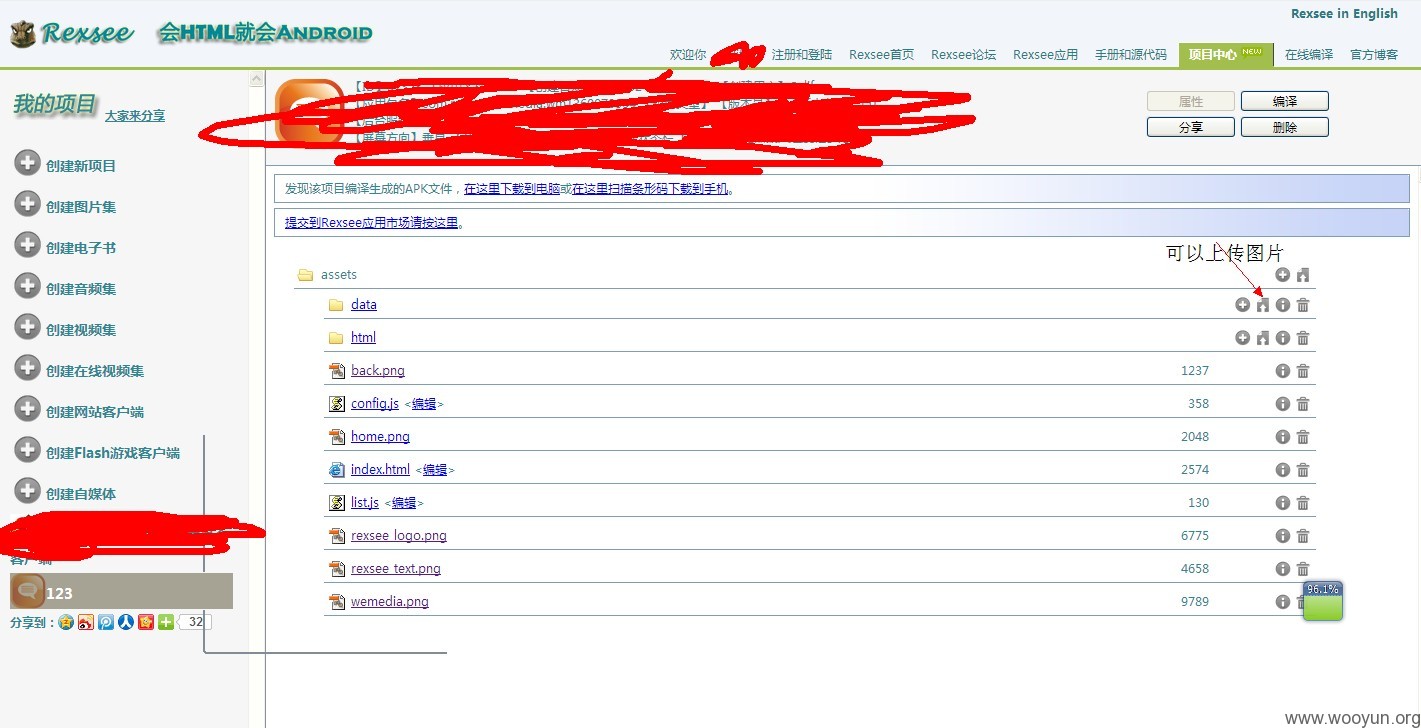 Rexsee in English
Rexsee 会HTML就会Android
欢迎你 注册和登陆 Rexsee首页 Rexsee论坛 Rexsee应用 手册和源代码 项目中心 NEW 在线编译 官方博客
我的项目 大家来分享
创建新项目
创建图片集
创建电子书
创建音频集
创建视频集
创建在线视频集
创建网站客户端
创建Flash游戏客户端
创建自媒体
123
分享到： 32
属性 编译
分享 删除
发现该项目编译生成的APK文件，在这里下载到电脑或在这里扫描条形码下载到手机。
提交到Rexsee应用市场请按这里。
可以上传图片
assets
data
html
back.png 1237
config.js <编辑> 358
home.png 2048
index.html <编辑> 2574
list.js <编辑> 130
rexsee_logo.png 6775
rexsee_text.png 4658
wemedia.png 9789
96.1%
www.wooyun.org